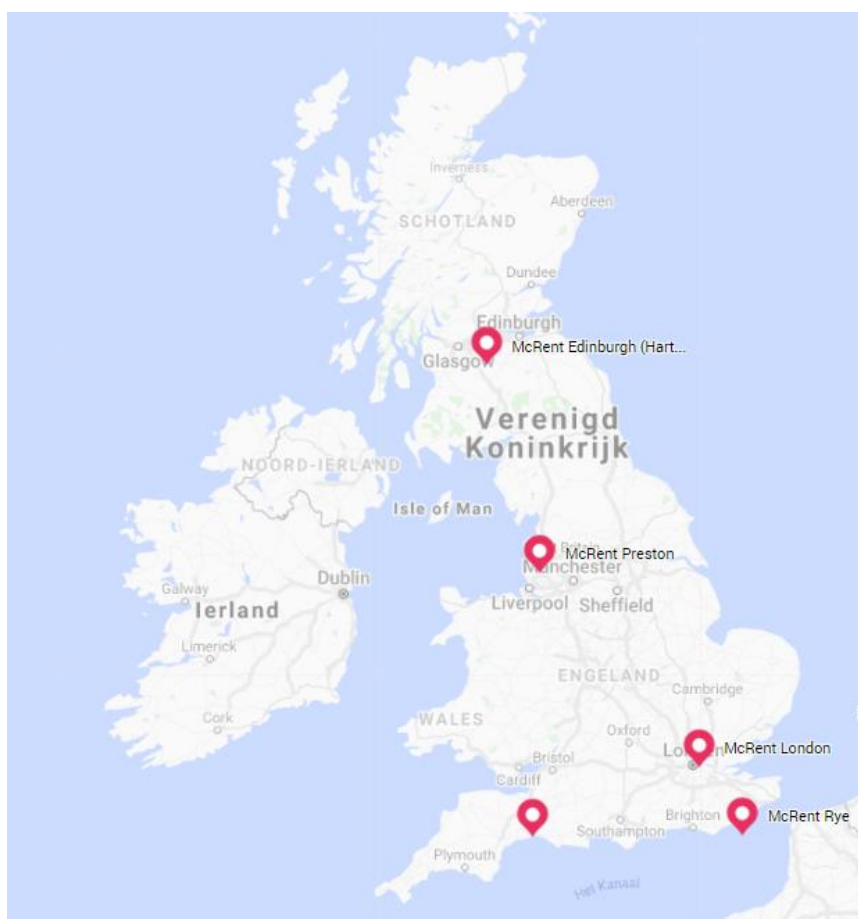 Inverness
Aberdeen
SCHOTLAND
Dundee
Edinburgh
McRent Edinburgh (Hart...
Glasgow
Verenigd
Koninkrijk
NOORD-IERLAND
Isle of Man
McRent Preston
Manchester
Dublin
Galway
Liverpool
Sheffield
Ierland
Limerick
ENGELAND
Cambridge
Cork
WALES
Oxford
McRent London
Bristol
Cardiff
McRent Rye
Brighton
Southampton
Plymouth
Het Kanaal